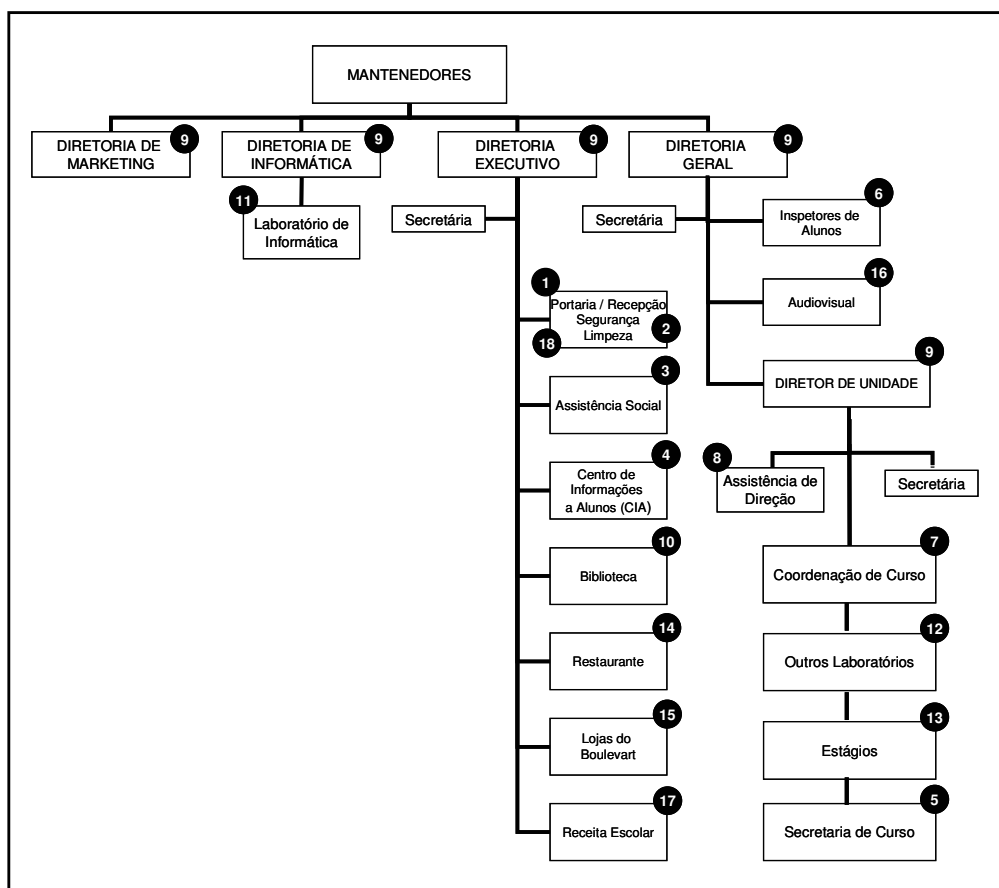 MANTENEDORES
9
DIRETORIA DE
MARKETING
9
DIRETORIA DE
INFORMÁTICA
9
DIRETORIA
EXECUTIVO
9
DIRETORIA
GERAL
11
Laboratório de
Informática
Secretária
Secretária
6
Inspetores de
Alunos
1
Portaria / Recepção
Segurança
Limpeza
2
18
16
Audiovisual
3
Assistência Social
9
DIRETOR DE UNIDADE
4
Centro de
Informações
a Alunos (CIA)
8
Assistência de
Direção
Secretária
10
Biblioteca
7
Coordenação de Curso
14
Restaurante
12
Outros Laboratórios
15
Lojas do
Boulevart
13
Estágios
17
Receita Escolar
5
Secretaria de Curso